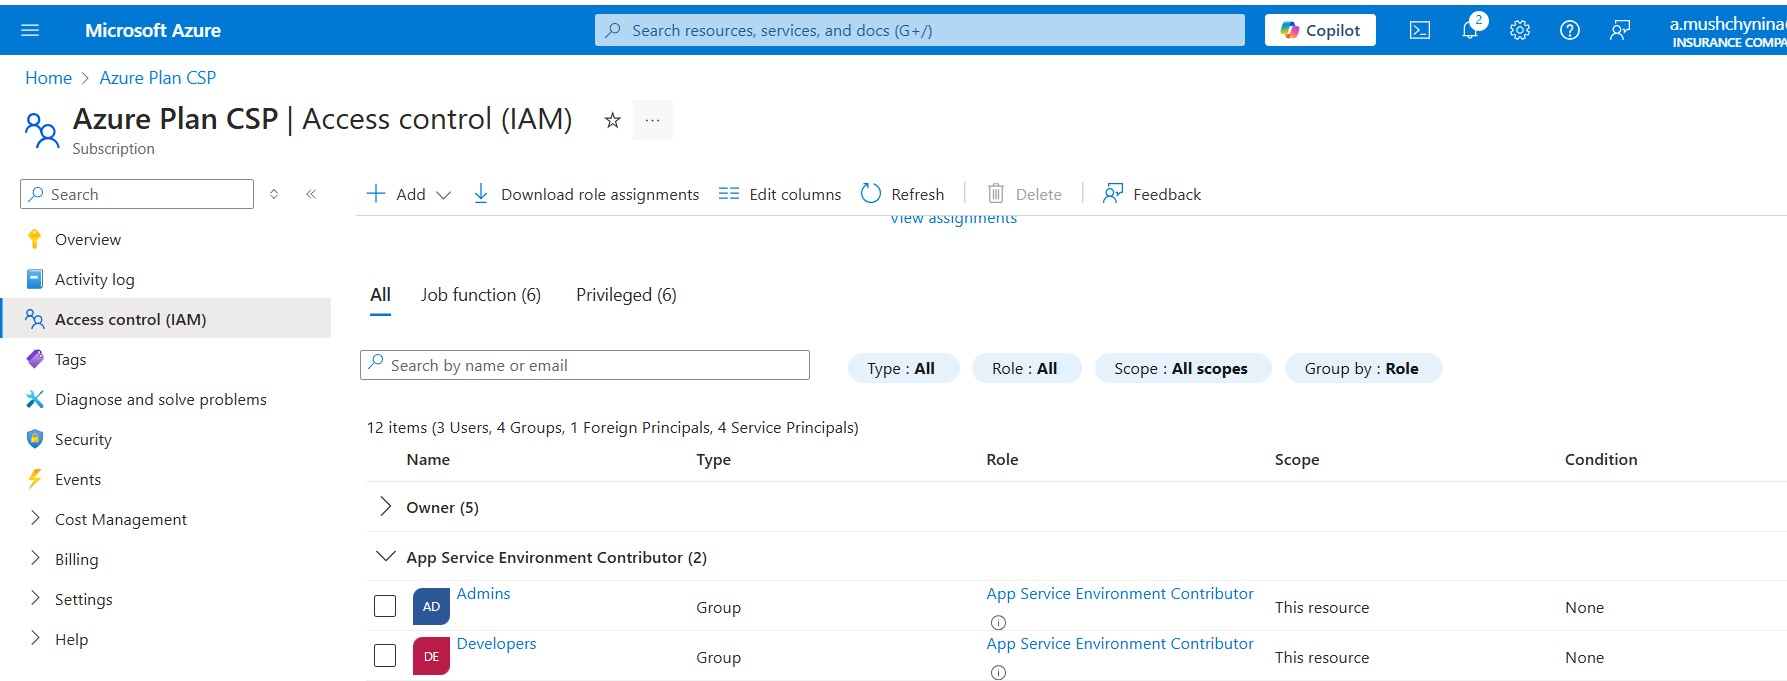 Microsoft Azure
Search resources, services, and docs (G+/)
Copilot
2
a.mushchynina
INSURANCE COMPA
Home > Azure Plan CSP
Azure Plan CSP | Access control (IAM)
Subscription
Search
Add
Download role assignments
Edit columns
Refresh
Delete
Feedback
View assignments
Overview
Activity log
Access control (IAM)
Tags
Diagnose and solve problems
Security
Events
Cost Management
Billing
Settings
Help
All Job function (6) Privileged (6)
Search by name or email
Type : All
Role : All
Scope : All scopes
Group by : Role
12 items (3 Users, 4 Groups, 1 Foreign Principals, 4 Service Principals)
Name Type Role Scope Condition
Owner (5)
App Service Environment Contributor (2)
AD Admins Group App Service Environment Contributor This resource None
DE Developers Group App Service Environment Contributor This resource None